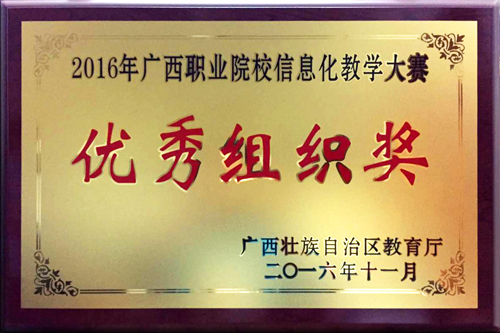 2016年广西职业院校信息化教学大赛
优秀组织奖
广西壮族自治区教育厅
二〇一六年十一月